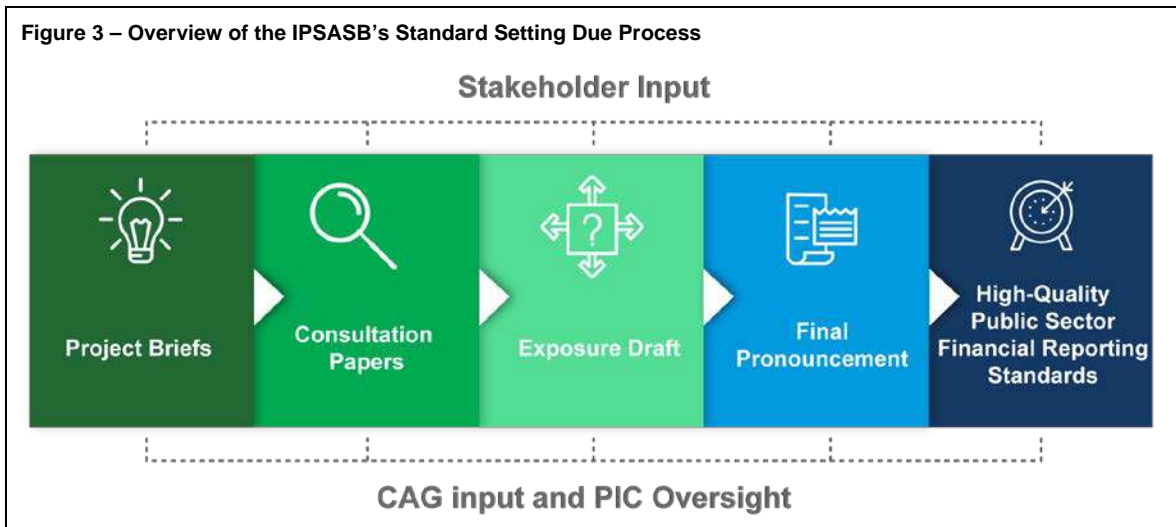 Figure 3 – Overview of the IPSASB's Standard Setting Due Process
Stakeholder Input
Project Briefs
Consultation
Papers
?
Exposure Draft
Final
Pronouncement
High-Quality
Public Sector
Financial Reporting
Standards
CAG input and PIC Oversight